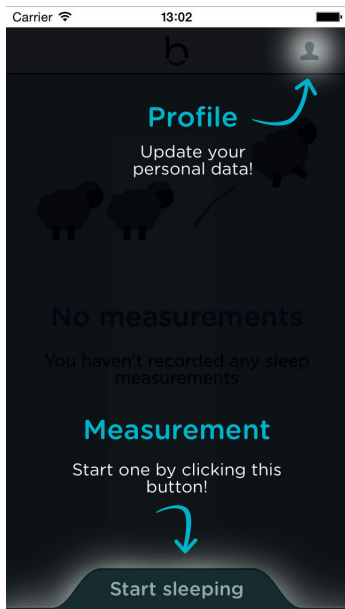 Carrier 13:02
b
Profile
Update your
personal data!
No measurements
You haven't recorded any sleep
measurements
Measurement
Start one by clicking this
button!
Start sleeping